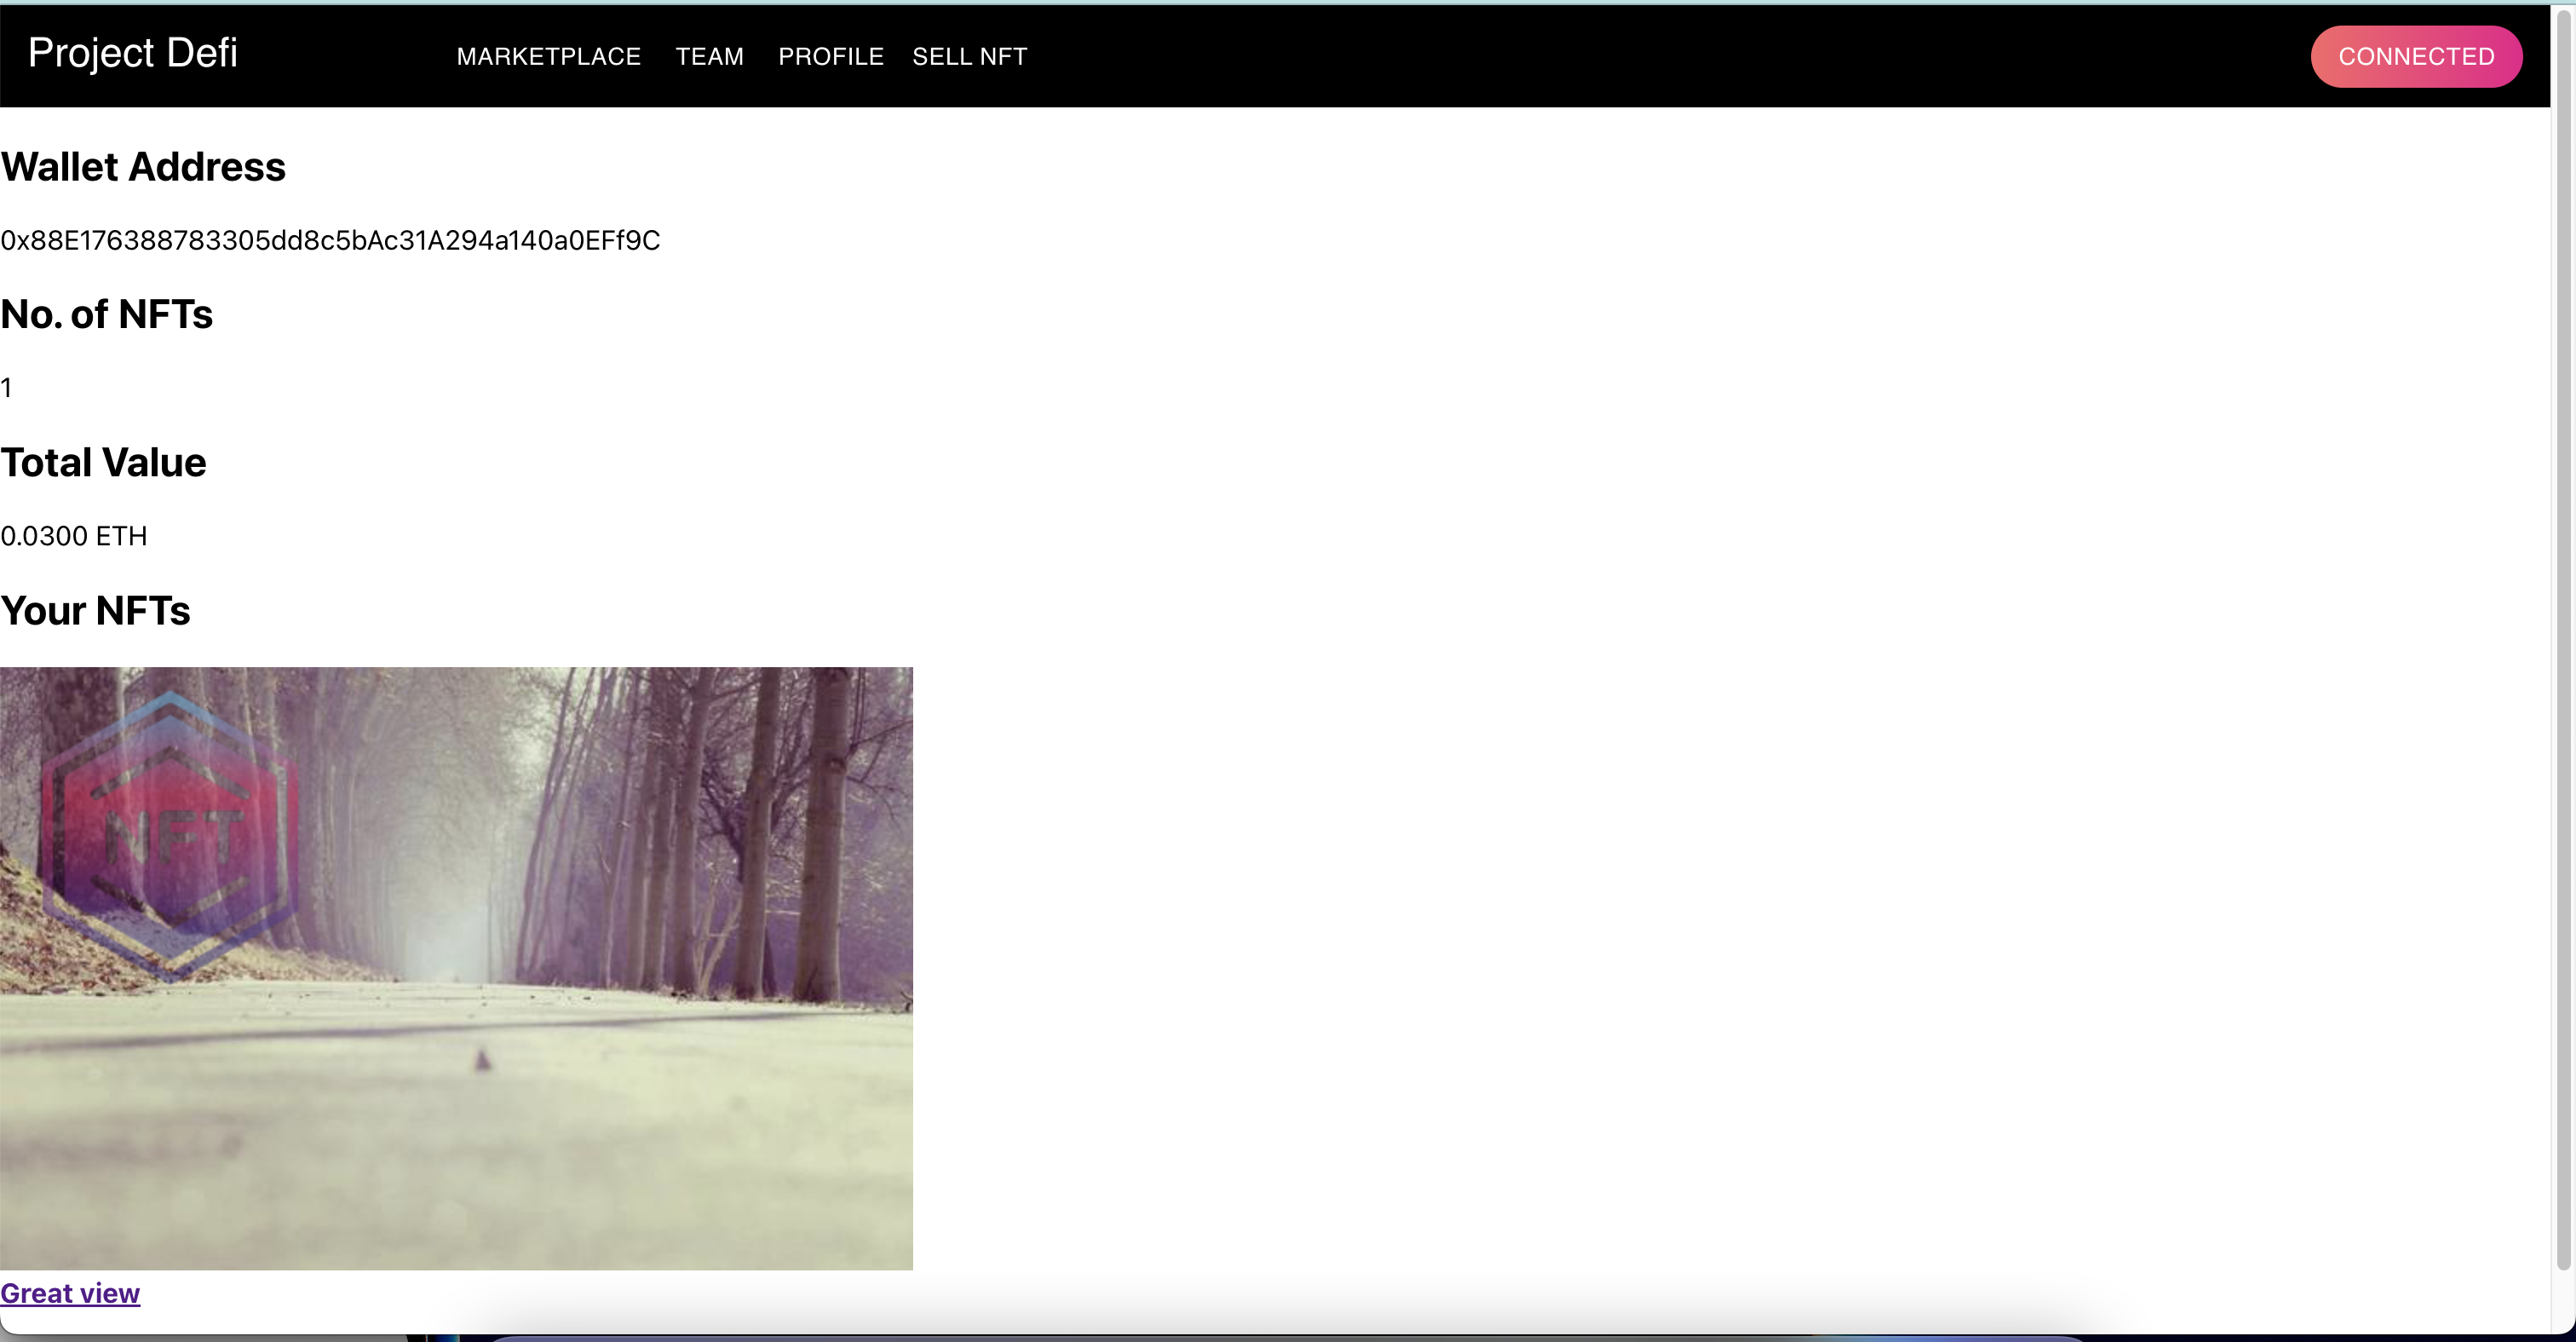 Project Defi
MARKETPLACE TEAM PROFILE SELL NFT
CONNECTED
Wallet Address
0x88E176388783305dd8c5bAc31A294a140a0EFf9C
No. of NFTs
1
Total Value
0.0300 ETH
Your NFTs
NFT
Great view